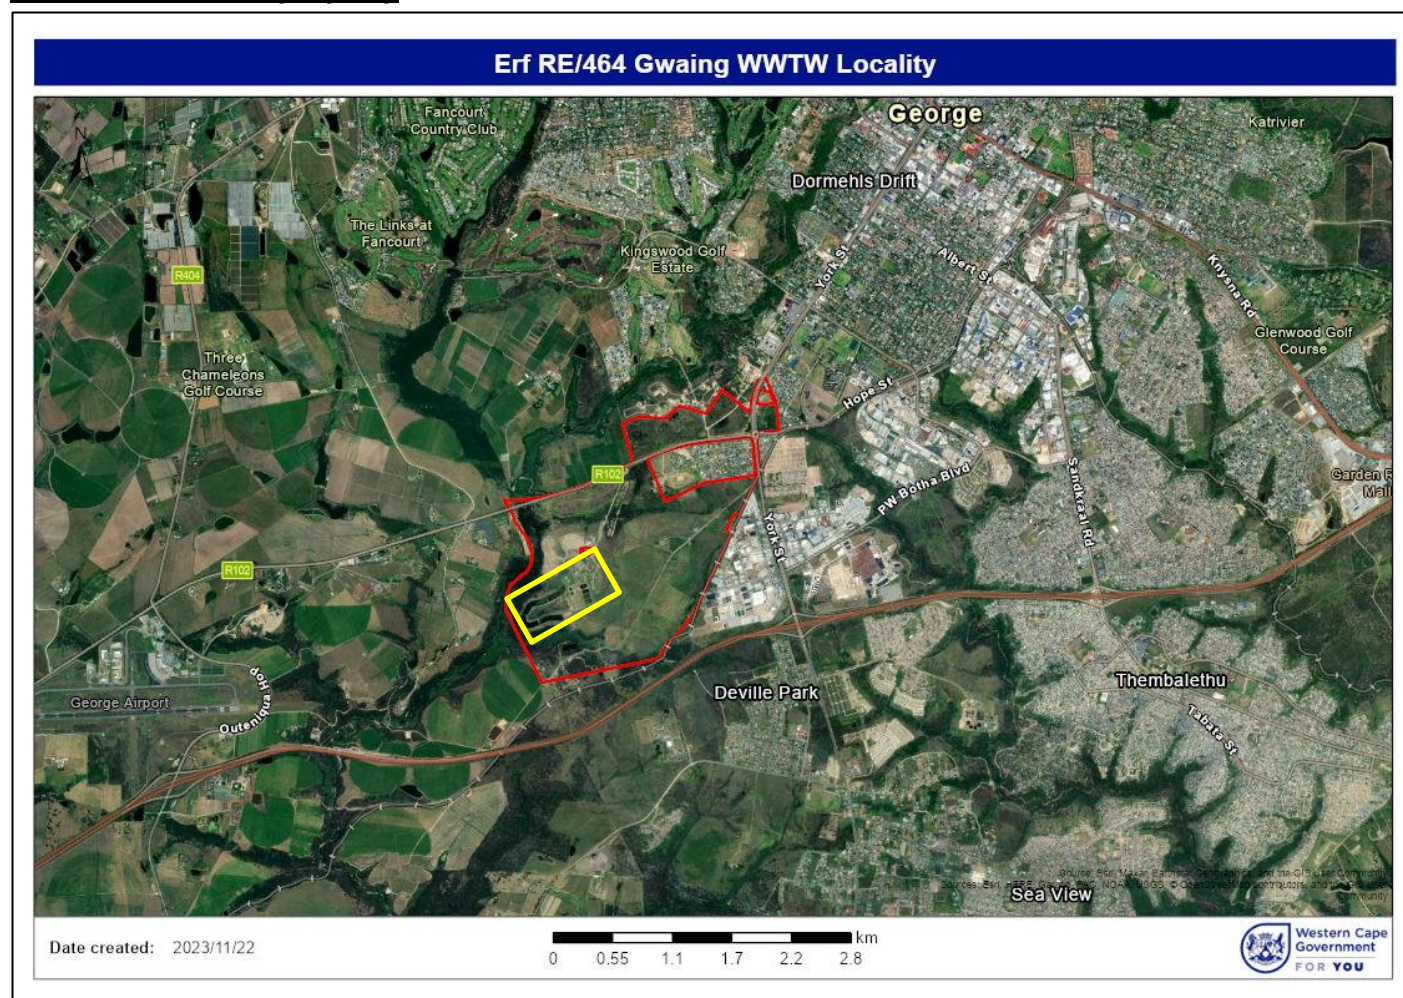 Erf RE/464 Gwaing WWTW Locality
N
Fancourt
Country Club
George
Katrivier
Dormehls Drift
The Links at
Fancourt
Kingswood Golf
Estate
York St
Albert St
Knysna Rd
R404
Glenwood Golf
Course
Three
Chameleons
Golf Course
Hope St
R102
PW Botha Blvd
Sandkraal Rd
Garden R
Mall
York St
R102
George Airport
Outeniqua Hop
Deville Park
Thembalethu
Tabata St
Sea View
Date created: 2023/11/22
km
0 0.55 1.1 1.7 2.2 2.8
Western Cape
Government
FOR YOU